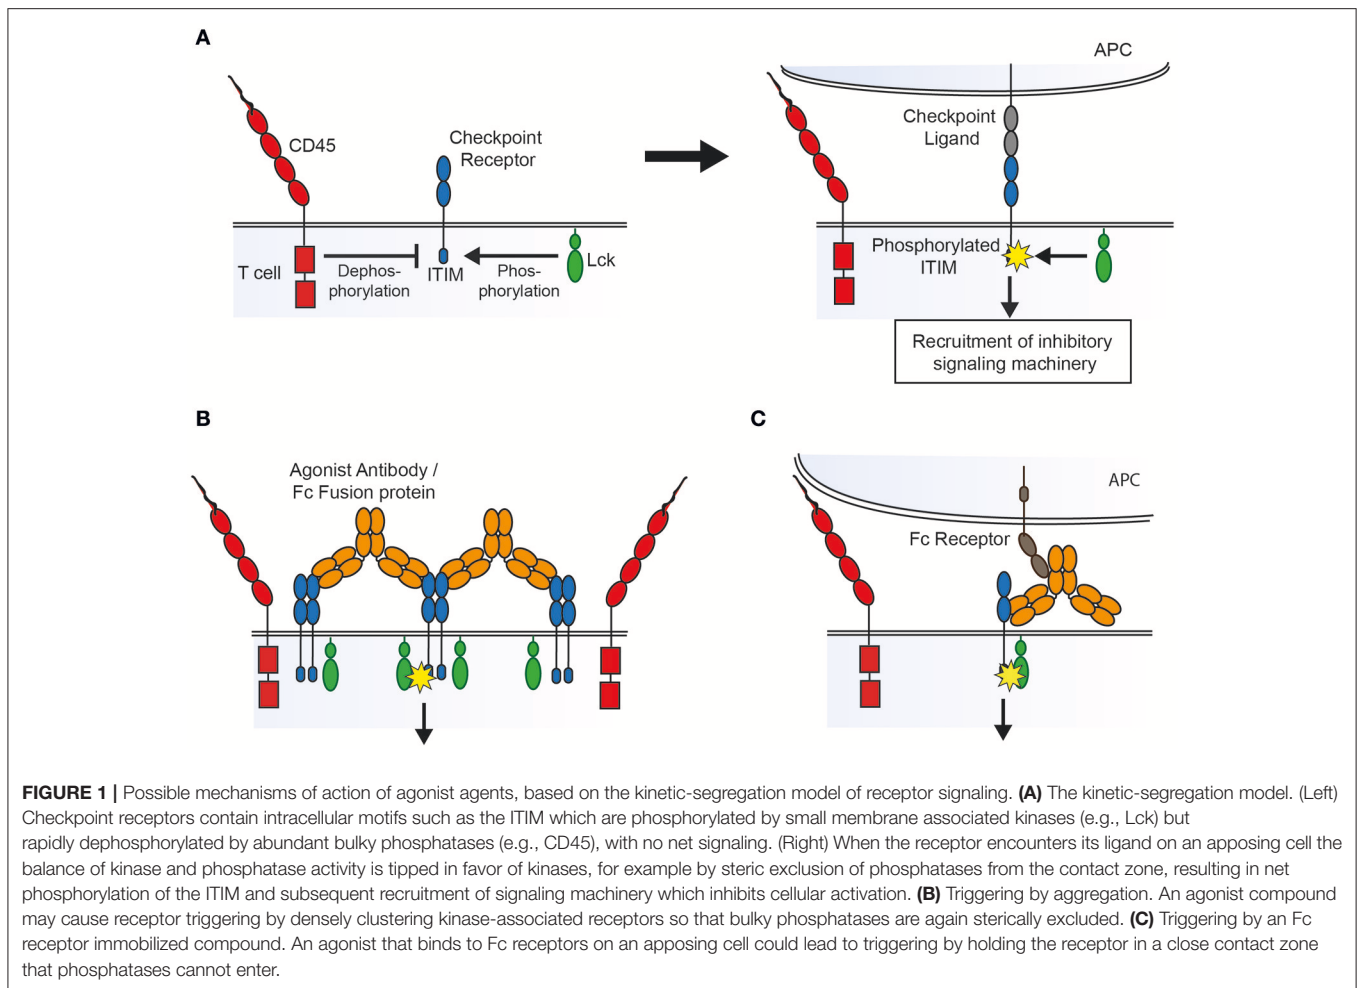 A
CD45
Checkpoint
Receptor
T cell
Dephos-
phorylation
ITIM
Phos-
phorylation
Lck
APC
Checkpoint
Ligand
Phosphorylated
ITIM
Recruitment of inhibitory
signaling machinery
B
Agonist Antibody /
Fc Fusion protein
C
APC
Fc Receptor
FIGURE 1 | Possible mechanisms of action of agonist agents, based on the kinetic-segregation model of receptor signaling. (A) The kinetic-segregation model. (Left)
Checkpoint receptors contain intracellular motifs such as the ITIM which are phosphorylated by small membrane associated kinases (e.g., Lck) but
rapidly dephosphorylated by abundant bulky phosphatases (e.g., CD45), with no net signaling. (Right) When the receptor encounters its ligand on an apposing cell the
balance of kinase and phosphatase activity is tipped in favor of kinases, for example by steric exclusion of phosphatases from the contact zone, resulting in net
phosphorylation of the ITIM and subsequent recruitment of signaling machinery which inhibits cellular activation. (B) Triggering by aggregation. An agonist compound
may cause receptor triggering by densely clustering kinase-associated receptors so that bulky phosphatases are again sterically excluded. (C) Triggering by an Fc
receptor immobilized compound. An agonist that binds to Fc receptors on an apposing cell could lead to triggering by holding the receptor in a close contact zone
that phosphatases cannot enter.